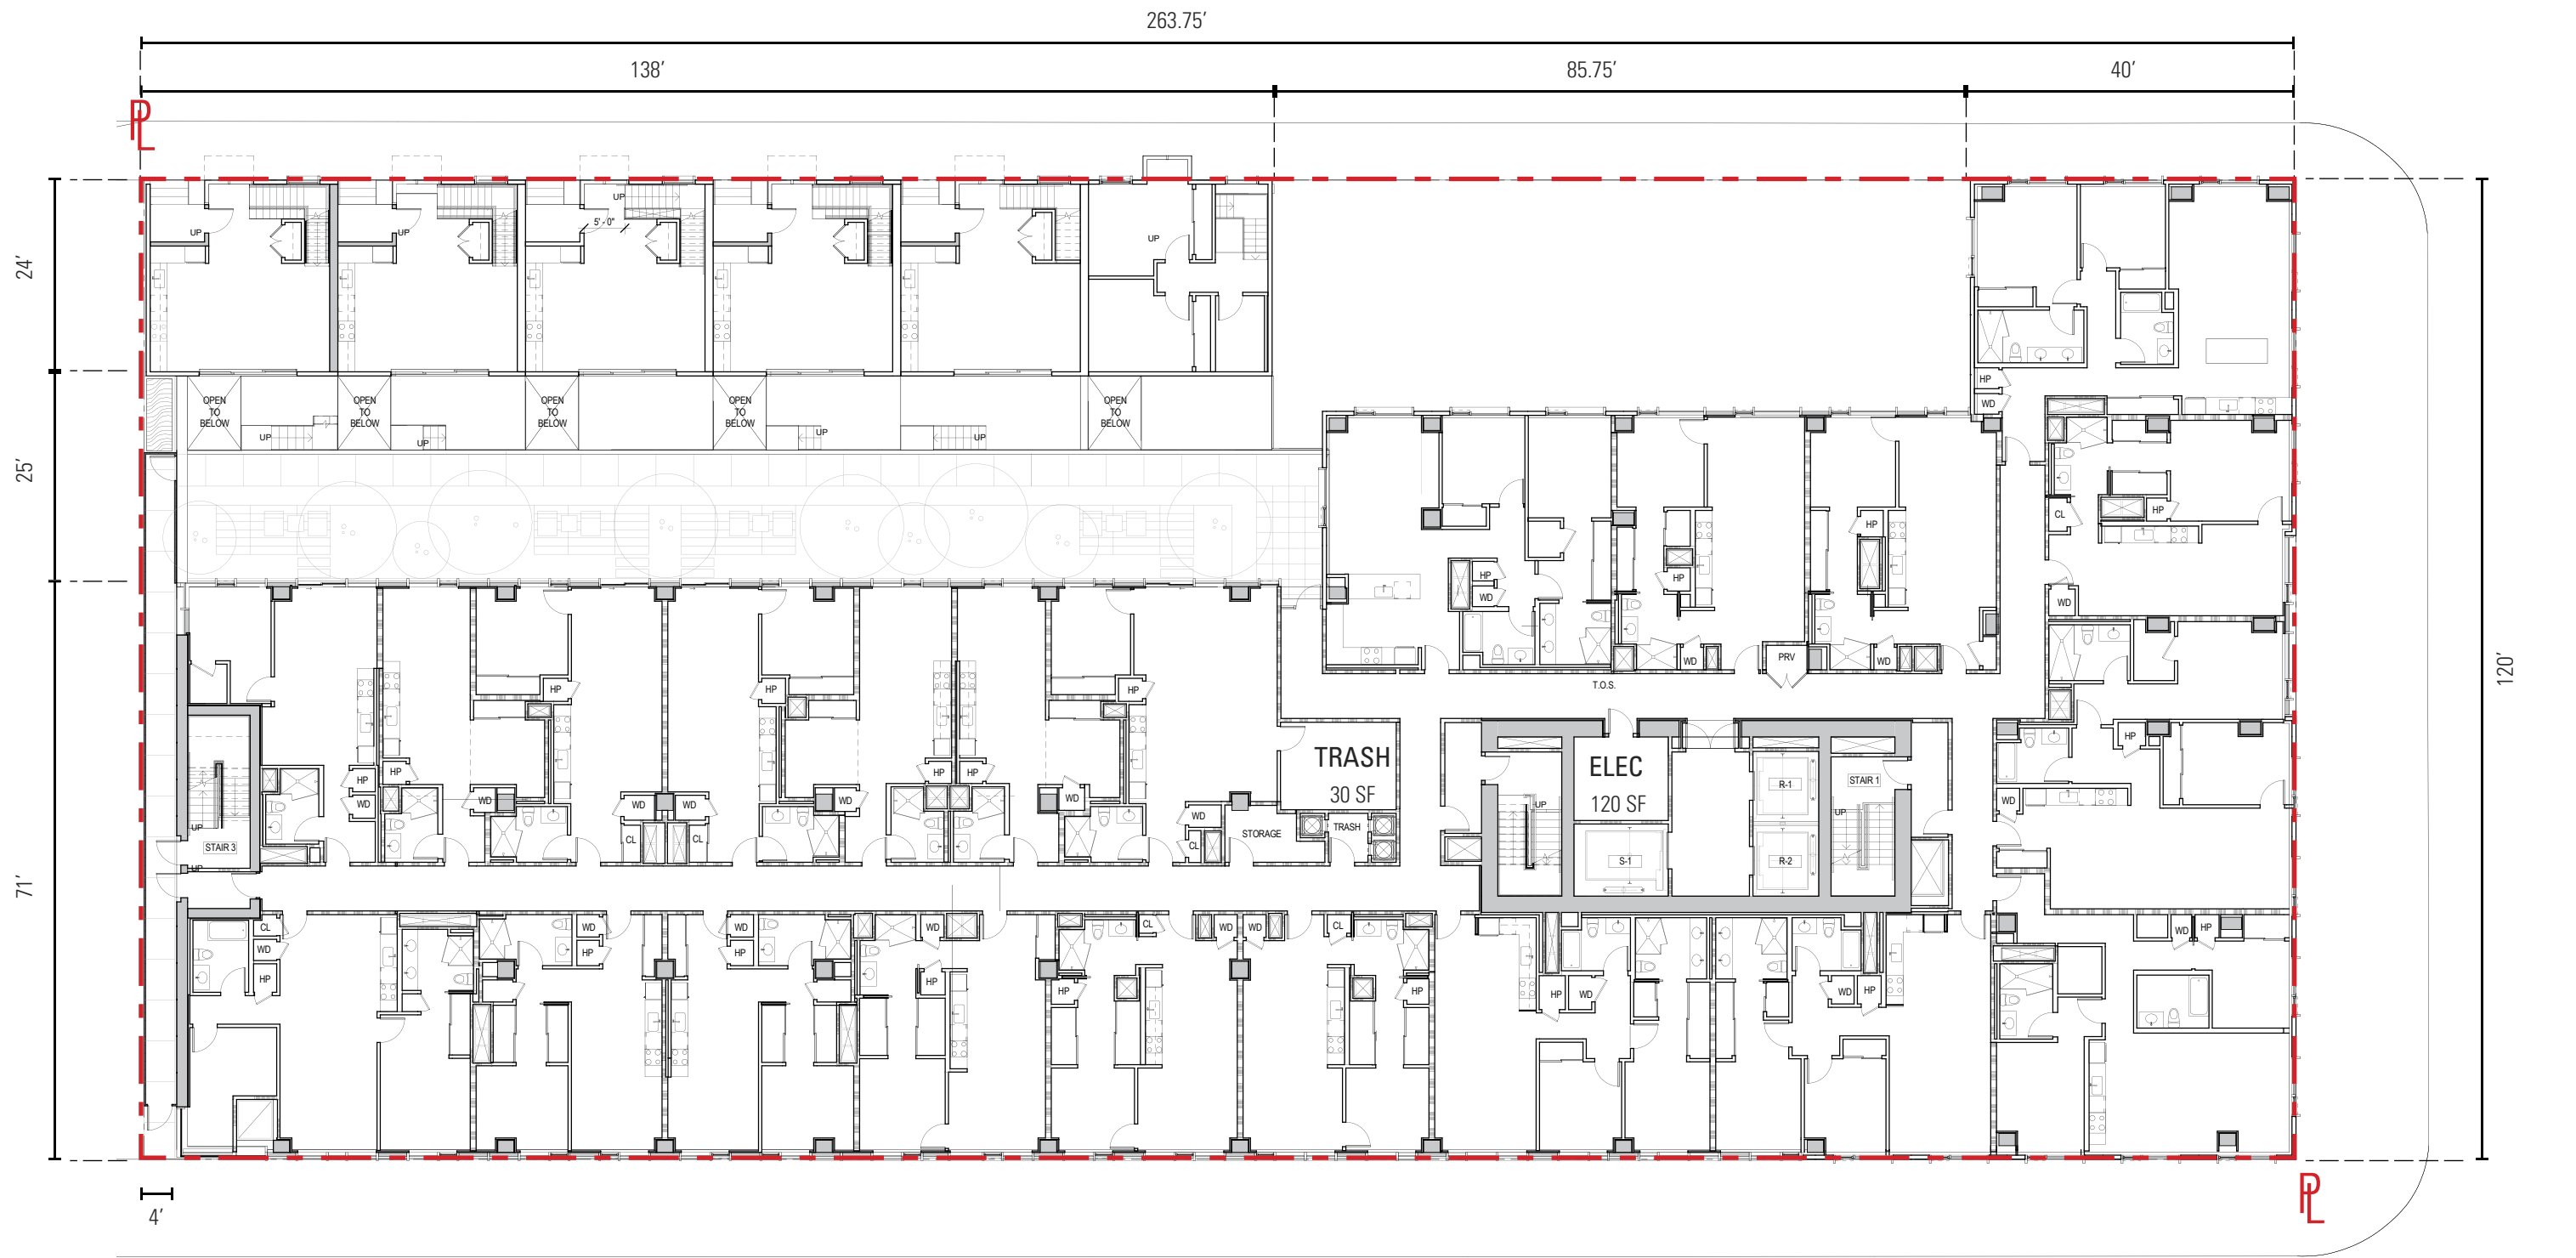 263.75’
138’
85.75’
40’
PL
24’
25’
71’
120’
4’
PL
UP
UP
UP
5' - 0"
UP
OPEN
TO
BELOW
OPEN
TO
BELOW
OPEN
TO
BELOW
OPEN
TO
BELOW
OPEN
TO
BELOW
UP
UP
UP
UP
HP
WD
CL
HP
WD
HP
WD
HP
HP
WD
WD
PRV
WD
T.O.S.
HP
HP
HP
HP
WD
HP
WD
WD
WD
CL
CL
HP
WD
HP
HP
WD
HP
WD
CL
STORAGE
TRASH
TRASH
30 SF
ELEC
120 SF
UP
S-1
R-1
R-2
STAIR 1
UP
HP
WD
UP
STAIR 3
UP
CL
WD
HP
WD
HP
WD
HP
WD
HP
CL
HP
WD
WD
CL
HP
HP
WD
WD
HP
WD
HP